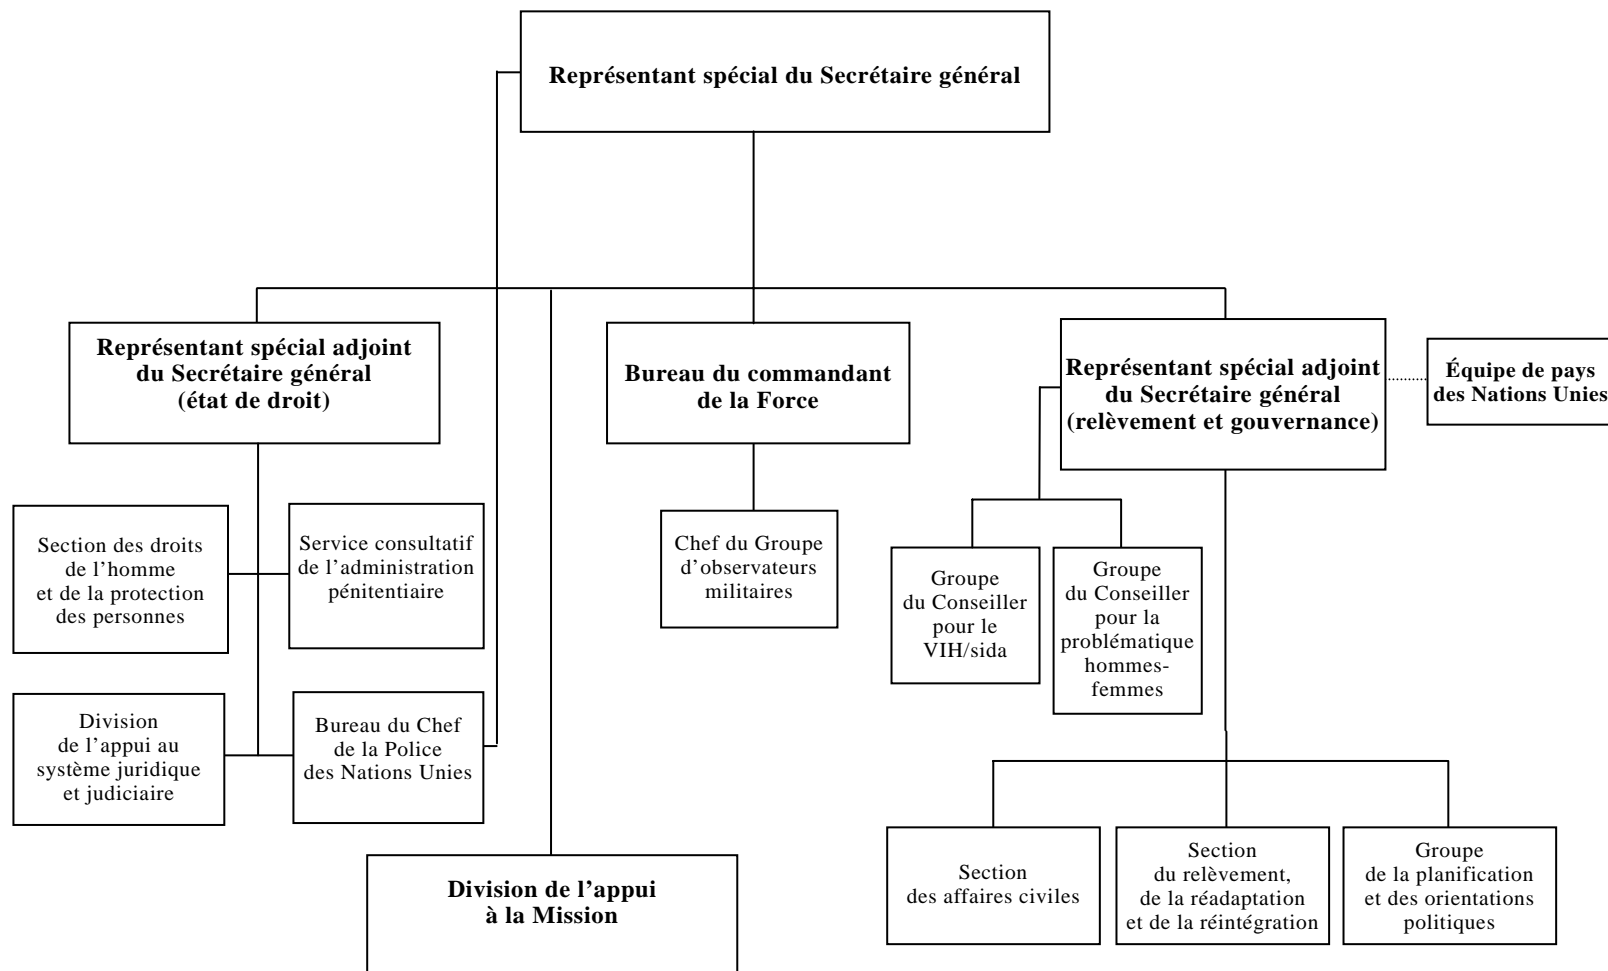 Représentant spécial du Secrétaire général
Représentant spécial adjoint
du Secrétaire général
(état de droit)
Bureau du commandant
de la Force
Représentant spécial adjoint
du Secrétaire général
(relèvement et gouvernance)
Équipe de pays
des Nations Unies
Section des droits
de l’homme
et de la protection
des personnes
Service consultatif
de l’administration
pénitentiaire
Chef du Groupe
d’observateurs
militaires
Groupe
du Conseiller
pour le
VIH/sida
Groupe
du Conseiller
pour la
problématique
hommes-
femmes
Division
de l’appui au
système juridique
et judiciaire
Bureau du Chef
de la Police
des Nations Unies
Division de l’appui
à la Mission
Section
des affaires civiles
Section
du relèvement,
de la réadaptation
et de la réintégration
Groupe
de la planification
et des orientations
politiques